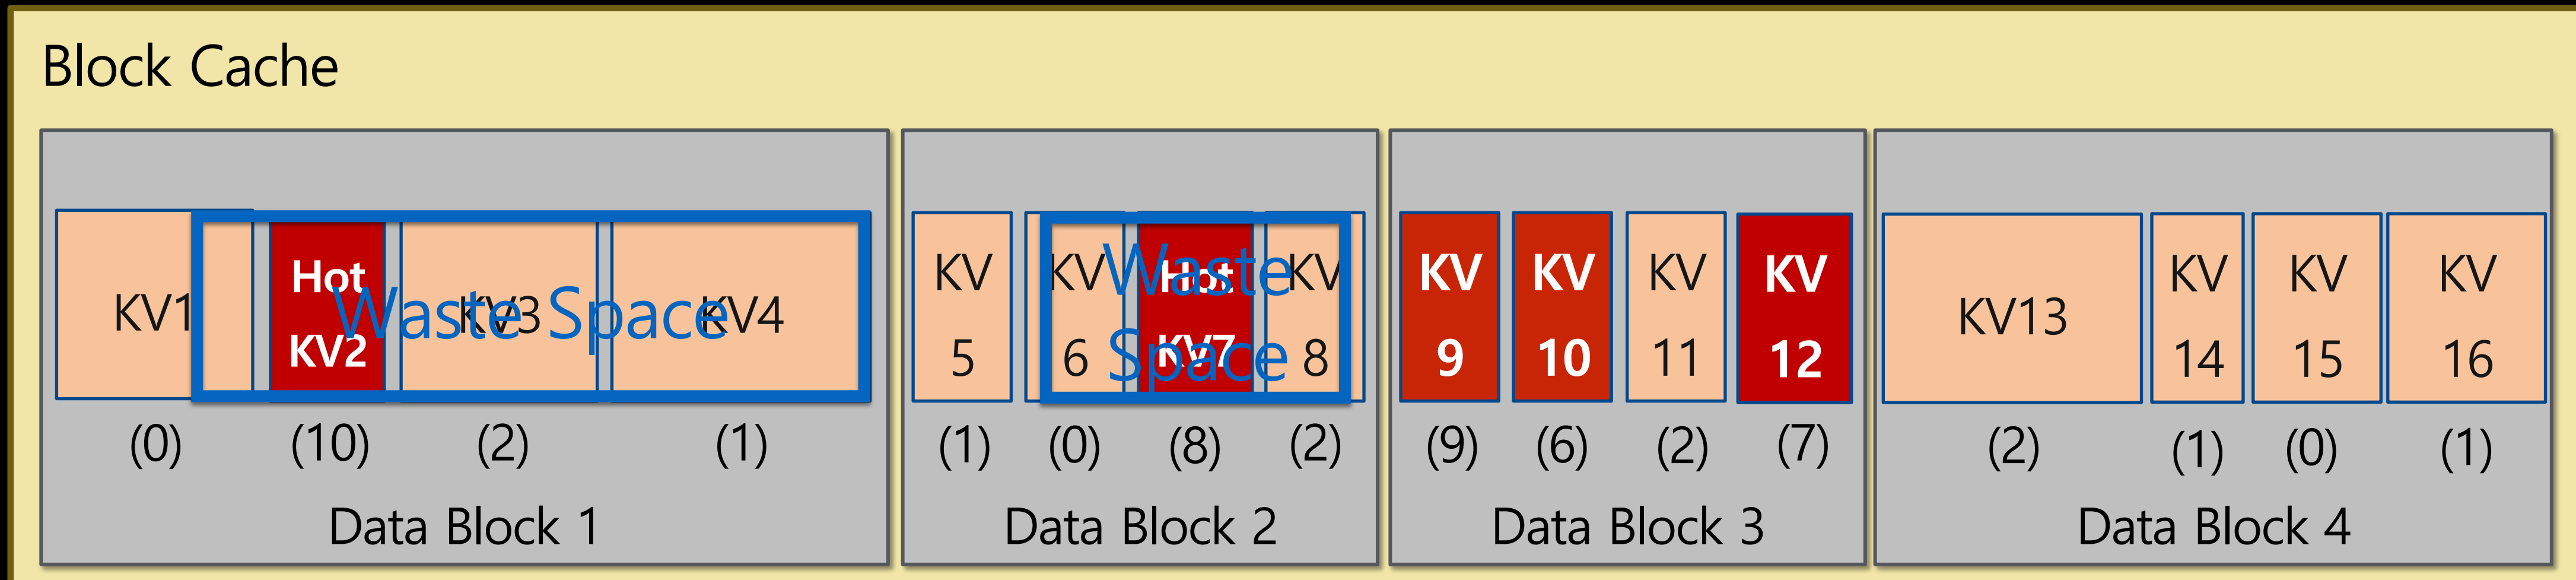 Block Cache
KV1
Hot
KV2
KV3
KV4
Waste Space
(0)
(10)
(2)
(1)
Data Block 1
KV
5
KV
6
Hot
KV7
KV
8
Waste
Space
(1)
(0)
(8)
(2)
Data Block 2
KV
9
KV
10
KV
11
KV
12
(9)
(6)
(2)
(7)
Data Block 3
KV13
KV
14
KV
15
KV
16
(2)
(1)
(0)
(1)
Data Block 4